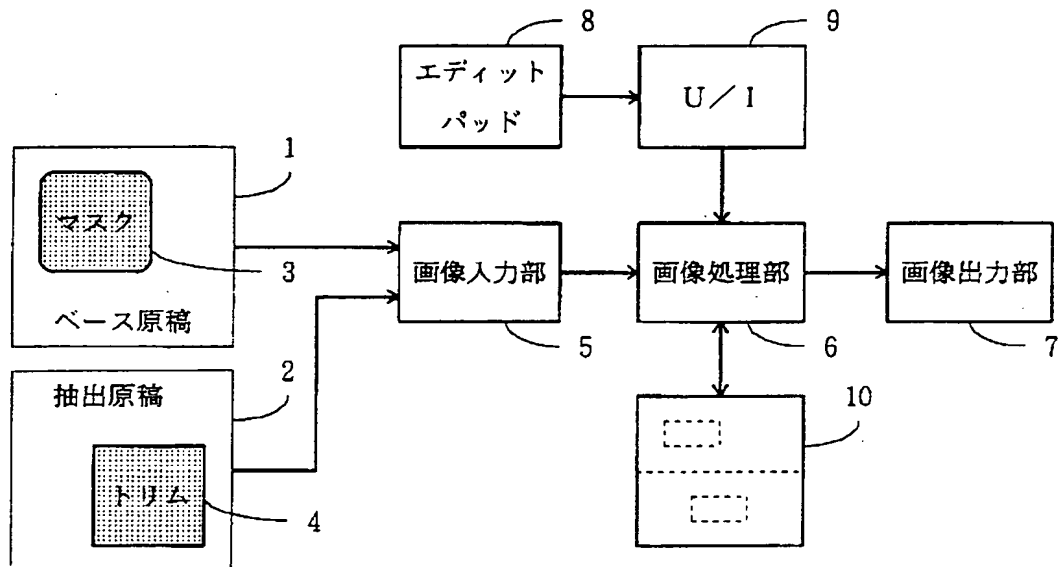 8
エディット
パッド
9
U/I
1
マスク
3
ベース原稿
画像入力部
5
画像処理部
6
画像出力部
7
2
抽出原稿
トリム
4
10